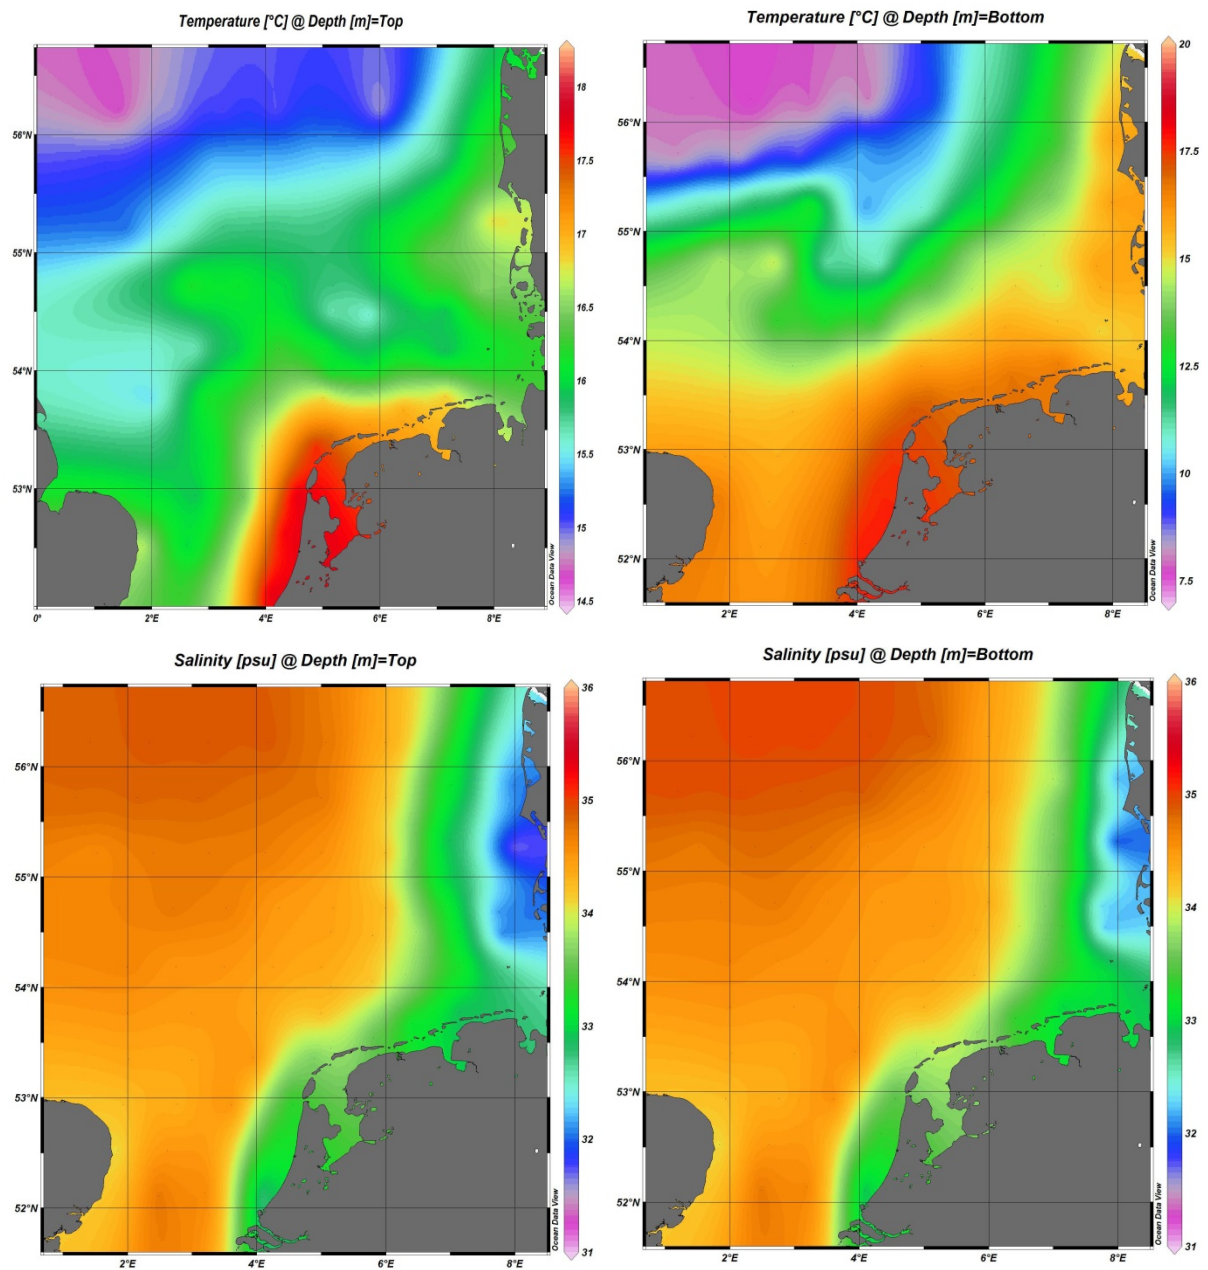 Temperature [°C] @ Depth [m]=Top
56°N
55°N
54°N
53°N
0°
2°E
4°E
6°E
8°E
18
17.5
17
16.5
16
15.5
15
14.5
Ocean Data View
Temperature [°C] @ Depth [m]=Bottom
56°N
55°N
54°N
53°N
52°N
2°E
4°E
6°E
8°E
20
17.5
15
12.5
10
7.5
Ocean Data View
Salinity [psu] @ Depth [m]=Top
56°N
55°N
54°N
53°N
52°N
2°E
4°E
6°E
8°E
36
35
34
33
32
31
Ocean Data View
Salinity [psu] @ Depth [m]=Bottom
56°N
55°N
54°N
53°N
52°N
2°E
4°E
6°E
8°E
36
35
34
33
32
31
Ocean Data View